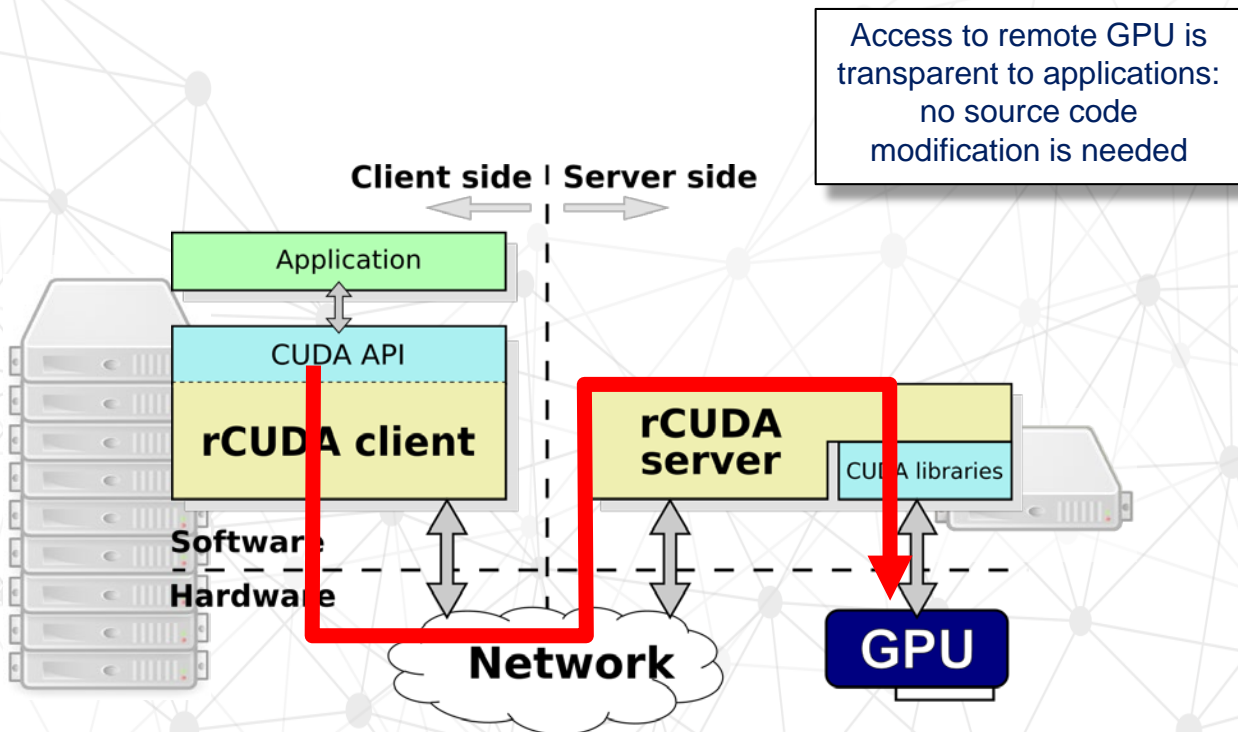 Access to remote GPU is
transparent to applications:
no source code
modification is needed
Client side
Server side
Application
CUDA API
rCUDA client
rCUDA
server
CUDA libraries
Software
Hardware
Network
GPU